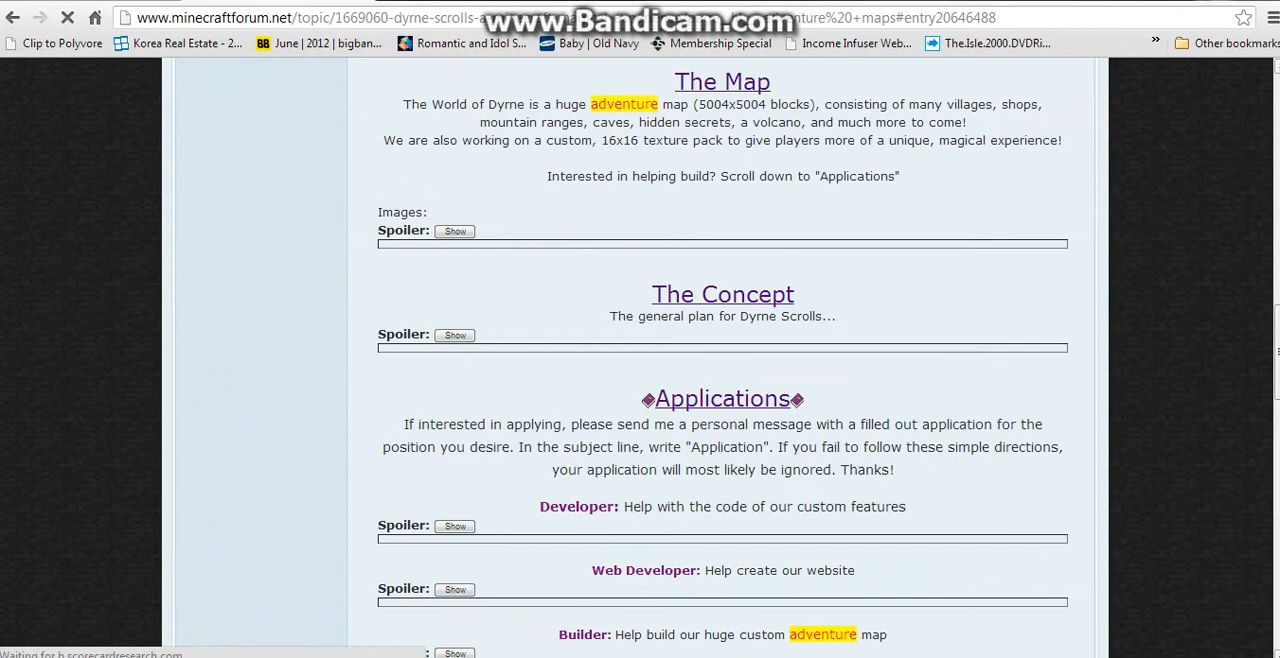 www.minecraftforum.net/topic/1669060-dyrne-scrolls-a
nture%20+maps#entry20646488
www.Bandicam.com
Clip to Polyvore
Korea Real Estate - 2...
June | 2012 | bigban...
Romantic and Idol S...
Baby | Old Navy
Membership Special
Income Infuser Web...
The.Isle.2000.DVDRi...
»
Other bookmarks
The Map
The World of Dyrne is a huge adventure map (5004x5004 blocks), consisting of many villages, shops,
mountain ranges, caves, hidden secrets, a volcano, and much more to come!
We are also working on a custom, 16x16 texture pack to give players more of a unique, magical experience!
Interested in helping build? Scroll down to "Applications"
Images:
Spoiler: Show
The Concept
The general plan for Dyrne Scrolls...
Spoiler: Show
Applications
If interested in applying, please send me a personal message with a filled out application for the
position you desire. In the subject line, write "Application". If you fail to follow these simple directions,
your application will most likely be ignored. Thanks!
Developer: Help with the code of our custom features
Spoiler: Show
Web Developer: Help create our website
Spoiler: Show
Builder: Help build our huge custom adventure map
Show
Waiting for b.scorecardresearch.com